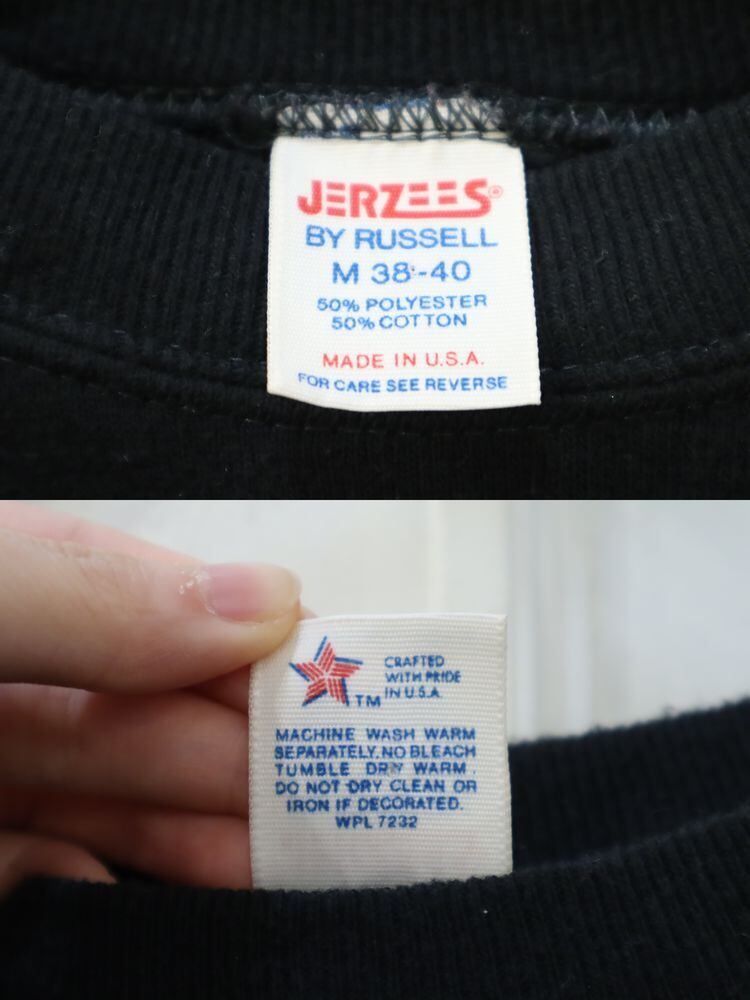 JERZEES®
BY RUSSELL
M 38-40
50% POLYESTER
50% COTTON
MADE IN U.S.A.
FOR CARE SEE REVERSE
CRAFTED
WITH PRIDE
IN U.S.A
TM
MACHINE WASH WARM
SEPARATELY. NO BLEACH
TUMBLE DRY WARM.
DO NOT DRY CLEAN OR
IRON IF DECORATED.
WPL 7232